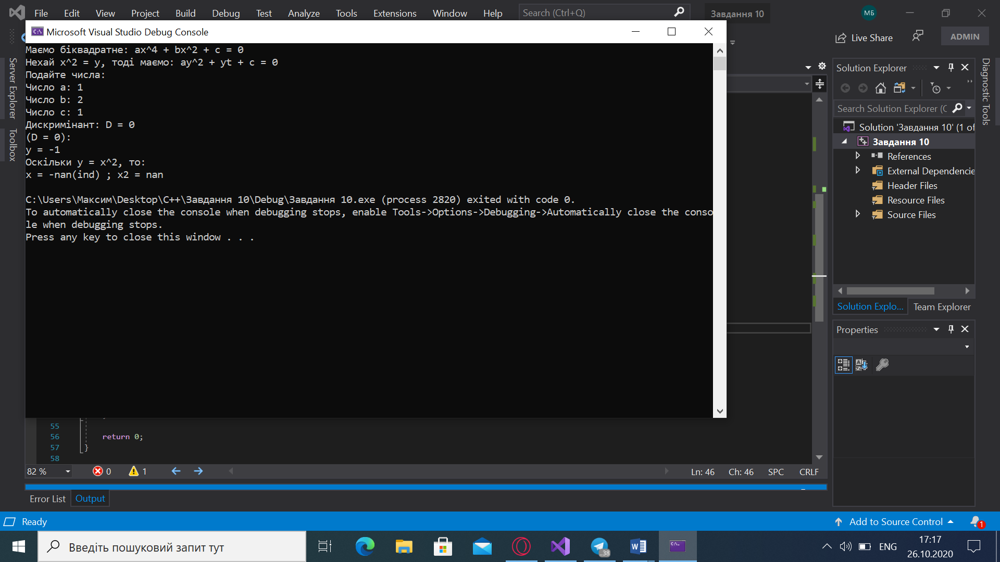 File Edit View Project Build Debug Test Analyze Tools Extensions Window Help Search (Ctrl+Q) Завдання 10 МБ
Microsoft Visual Studio Debug Console
Live Share ADMIN
Маємо біквадратне: ax^4 + bx^2 + c = 0
Нехай x^2 = y, тоді маємо: ay^2 + yt + c = 0
Подайте числа:
Число a: 1
Число b: 2
Число c: 1
Дискримінант: D = 0
(D = 0):
y = -1
Оскільки y = x^2, то:
x = -nan(ind) ; x2 = nan
C:\Users\Максим\Desktop\C++\Завдання 10\Debug\Завдання 10.exe (process 2820) exited with code 0.
To automatically close the console when debugging stops, enable Tools->Options->Debugging->Automatically close the conso
le when debugging stops.
Press any key to close this window . . .
Server Explorer
Toolbox
Solution Explorer
Search Solution Explorer (C
Solution 'Завдання 10' (1 of
Завдання 10
References
External Dependencie
Header Files
Resource Files
Source Files
Solution Explo... Team Explorer
Properties
Diagnostic Tools
55
56 return 0;
57 }
58
82 % 0 1 Ln: 46 Ch: 46 SPC CRLF
Error List Output
Ready Add to Source Control 1
Введіть пошуковий запит тут ..38 ENG 17:17
26.10.2020